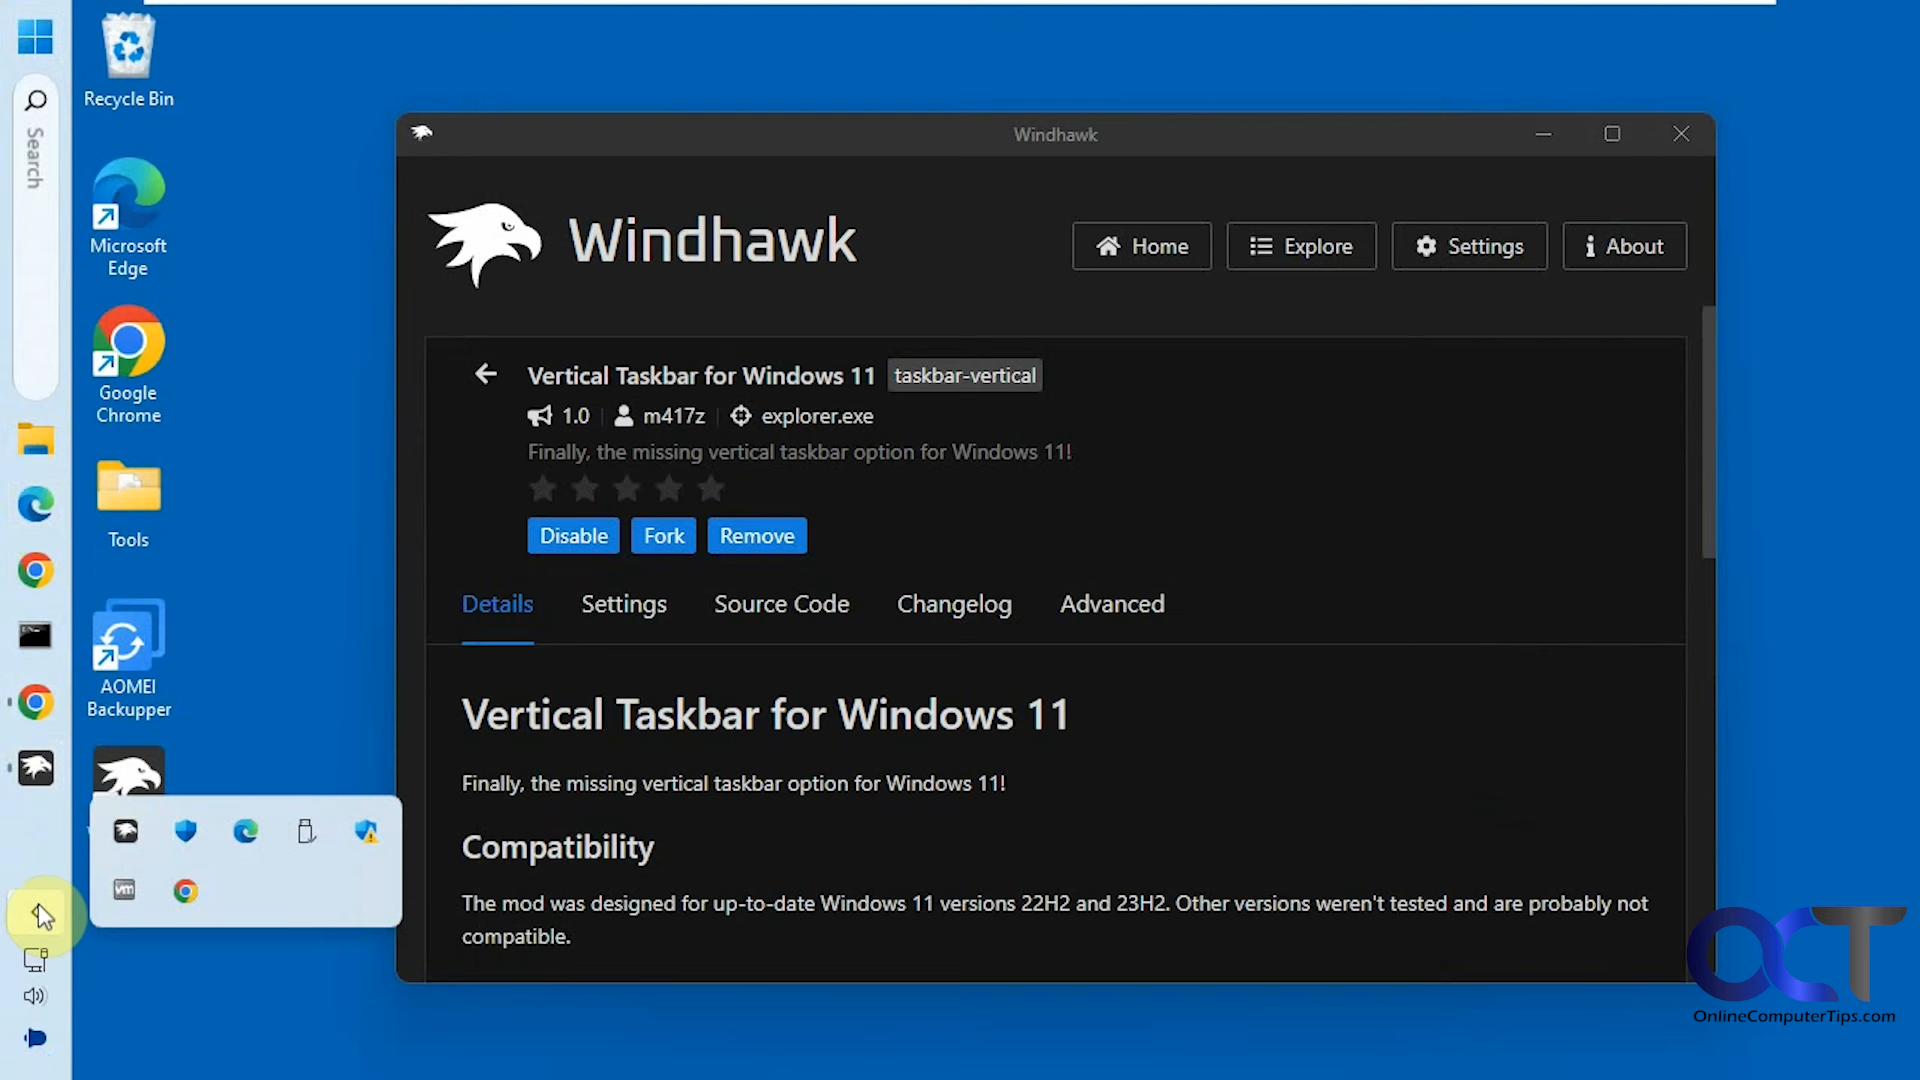 Search
Recycle Bin
Microsoft
Edge
Google
Chrome
Tools
AOMEI
Backupper
vm
Windhawk
Windhawk
Home
Explore
Settings
About
Vertical Taskbar for Windows 11 taskbar-vertical
1.0 m417z explorer.exe
Finally, the missing vertical taskbar option for Windows 11!
Disable Fork Remove
Details Settings Source Code Changelog Advanced
Vertical Taskbar for Windows 11
Finally, the missing vertical taskbar option for Windows 11!
Compatibility
The mod was designed for up-to-date Windows 11 versions 22H2 and 23H2. Other versions weren't tested and are probably not
compatible.
OCT
OnlineComputerTips.com